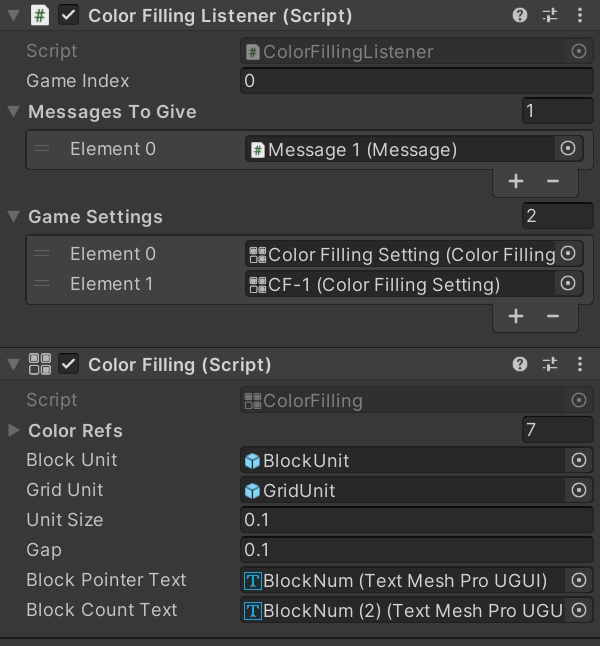 Color Filling Listener (Script)
Script ColorFillingListener
Game Index 0
Messages To Give 1
Element 0 Message 1 (Message)
+ −
Game Settings 2
Element 0 Color Filling Setting (Color Filling
Element 1 CF-1 (Color Filling Setting)
+ −
Color Filling (Script)
Script ColorFilling
Color Refs 7
Block Unit BlockUnit
Grid Unit GridUnit
Unit Size 0.1
Gap 0.1
Block Pointer Text BlockNum (Text Mesh Pro UGUI)
Block Count Text BlockNum (2) (Text Mesh Pro UGU